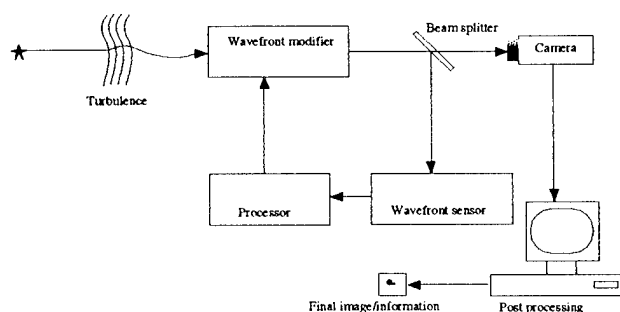 Beam splitter
Wavefront modifier
Camera
Turbulence
Processor
Wavefront sensor
Final image/information
Post processing